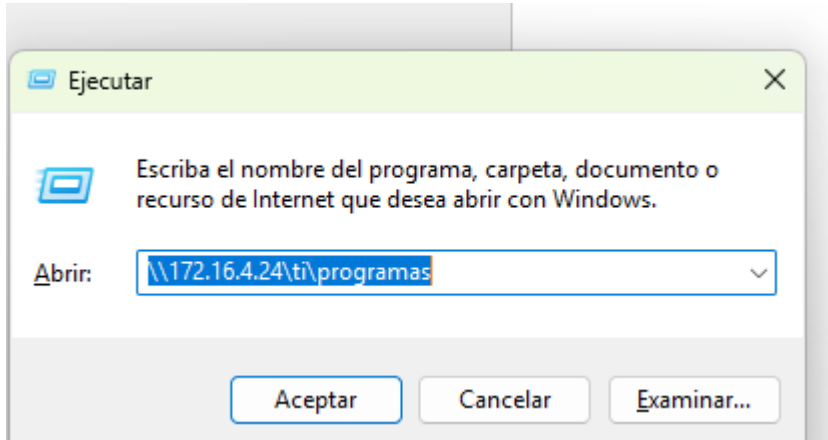 Ejecutar
Escriba el nombre del programa, carpeta, documento o
recurso de Internet que desea abrir con Windows.
Abrir: \\172.16.4.24\ti\programas
Aceptar Cancelar Examinar...